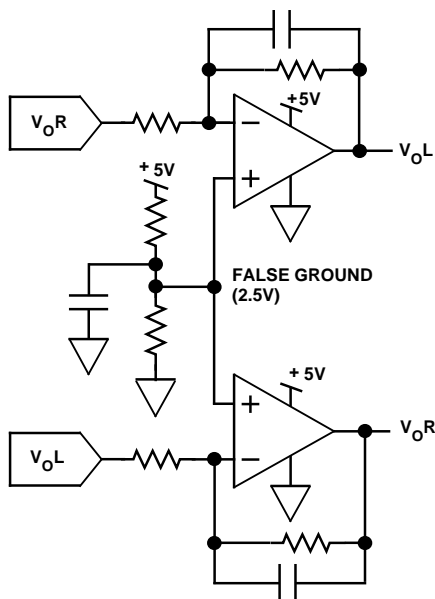 +5V
VOR
VOL
+ 5V
FALSE GROUND
(2.5V)
+ 5V
VOR
VOL